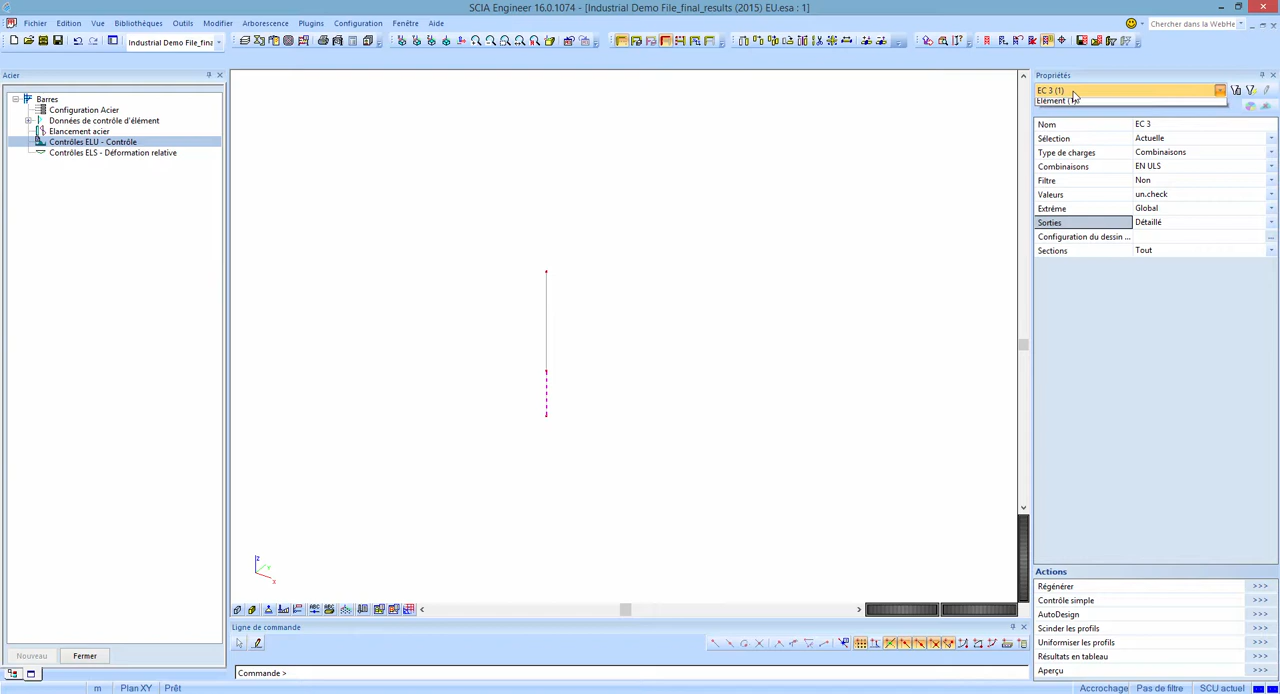 SCIA Engineer 16.0.1074 - [Industrial Demo File_final_results (2015) EU.esa : 1]
Fichier Edition Vue Bibliothèques Outils Modifier Arborescence Plugins Configuration Fenêtre Aide
Chercher dans la WebHe
Industrial Demo File_fina
Acier
Barres
Configuration Acier
Données de contrôle d'élément
Elancement acier
Contrôles ELU - Contrôle
Contrôles ELS - Déformation relative
Nouveau
Fermer
z
y
x
Ligne de commande
Commande >
Propriétés
EC 3 (1)
Elément (1)
Nom EC 3
Sélection Actuelle
Type de charges Combinaisons
Combinaisons EN ULS
Filtre Non
Valeurs un.check
Extrême Global
Sorties Détaillé
Configuration du dessin ...
Sections Tout
Actions
Régénérer >>>
Contrôle simple >>>
AutoDesign >>>
Scinder les profils >>>
Uniformiser les profils >>>
Résultats en tableau >>>
Aperçu >>>
m Plan XY Prêt
Accrochage Pas de filtre SCU actuel